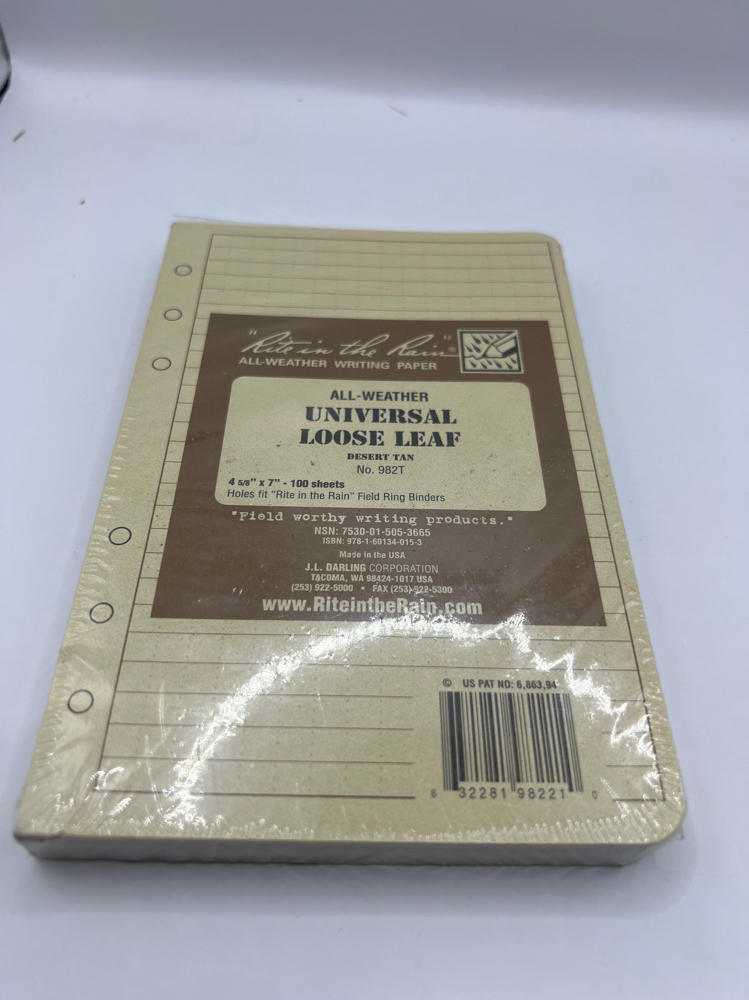 "Rite in the Rain"®
ALL-WEATHER WRITING PAPER
ALL-WEATHER
UNIVERSAL
LOOSE LEAF
DESERT TAN
No. 982T
4 5/8" x 7" - 100 sheets
Holes fit "Rite in the Rain" Field Ring Binders
"Field worthy writing products."
NSN: 7530-01-505-3665
ISBN: 978-1-60134-015-3
Made in the USA
J.L. DARLING CORPORATION
TACOMA, WA 98424-1017 USA
(253) 922-5000 • FAX (253) 922-5300
www.RiteintheRain.com
© US PAT NO: 6,863,94
6 32281 98221 0